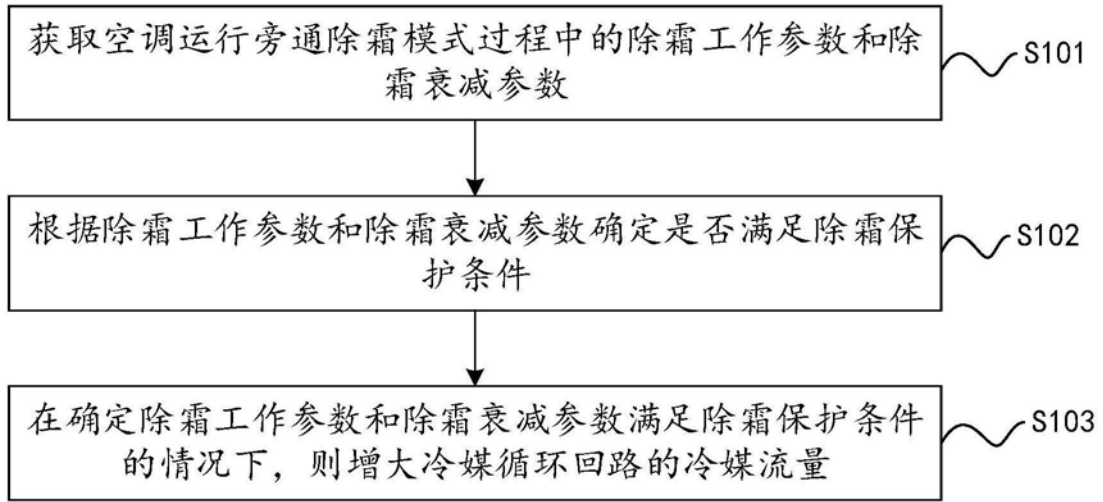 获取空调运行旁通除霜模式过程中的除霜工作参数和除
霜衰减参数
S101
根据除霜工作参数和除霜衰减参数确定是否满足除霜保
护条件
S102
在确定除霜工作参数和除霜衰减参数满足除霜保护条件
的情况下，则增大冷媒循环回路的冷媒流量
S103